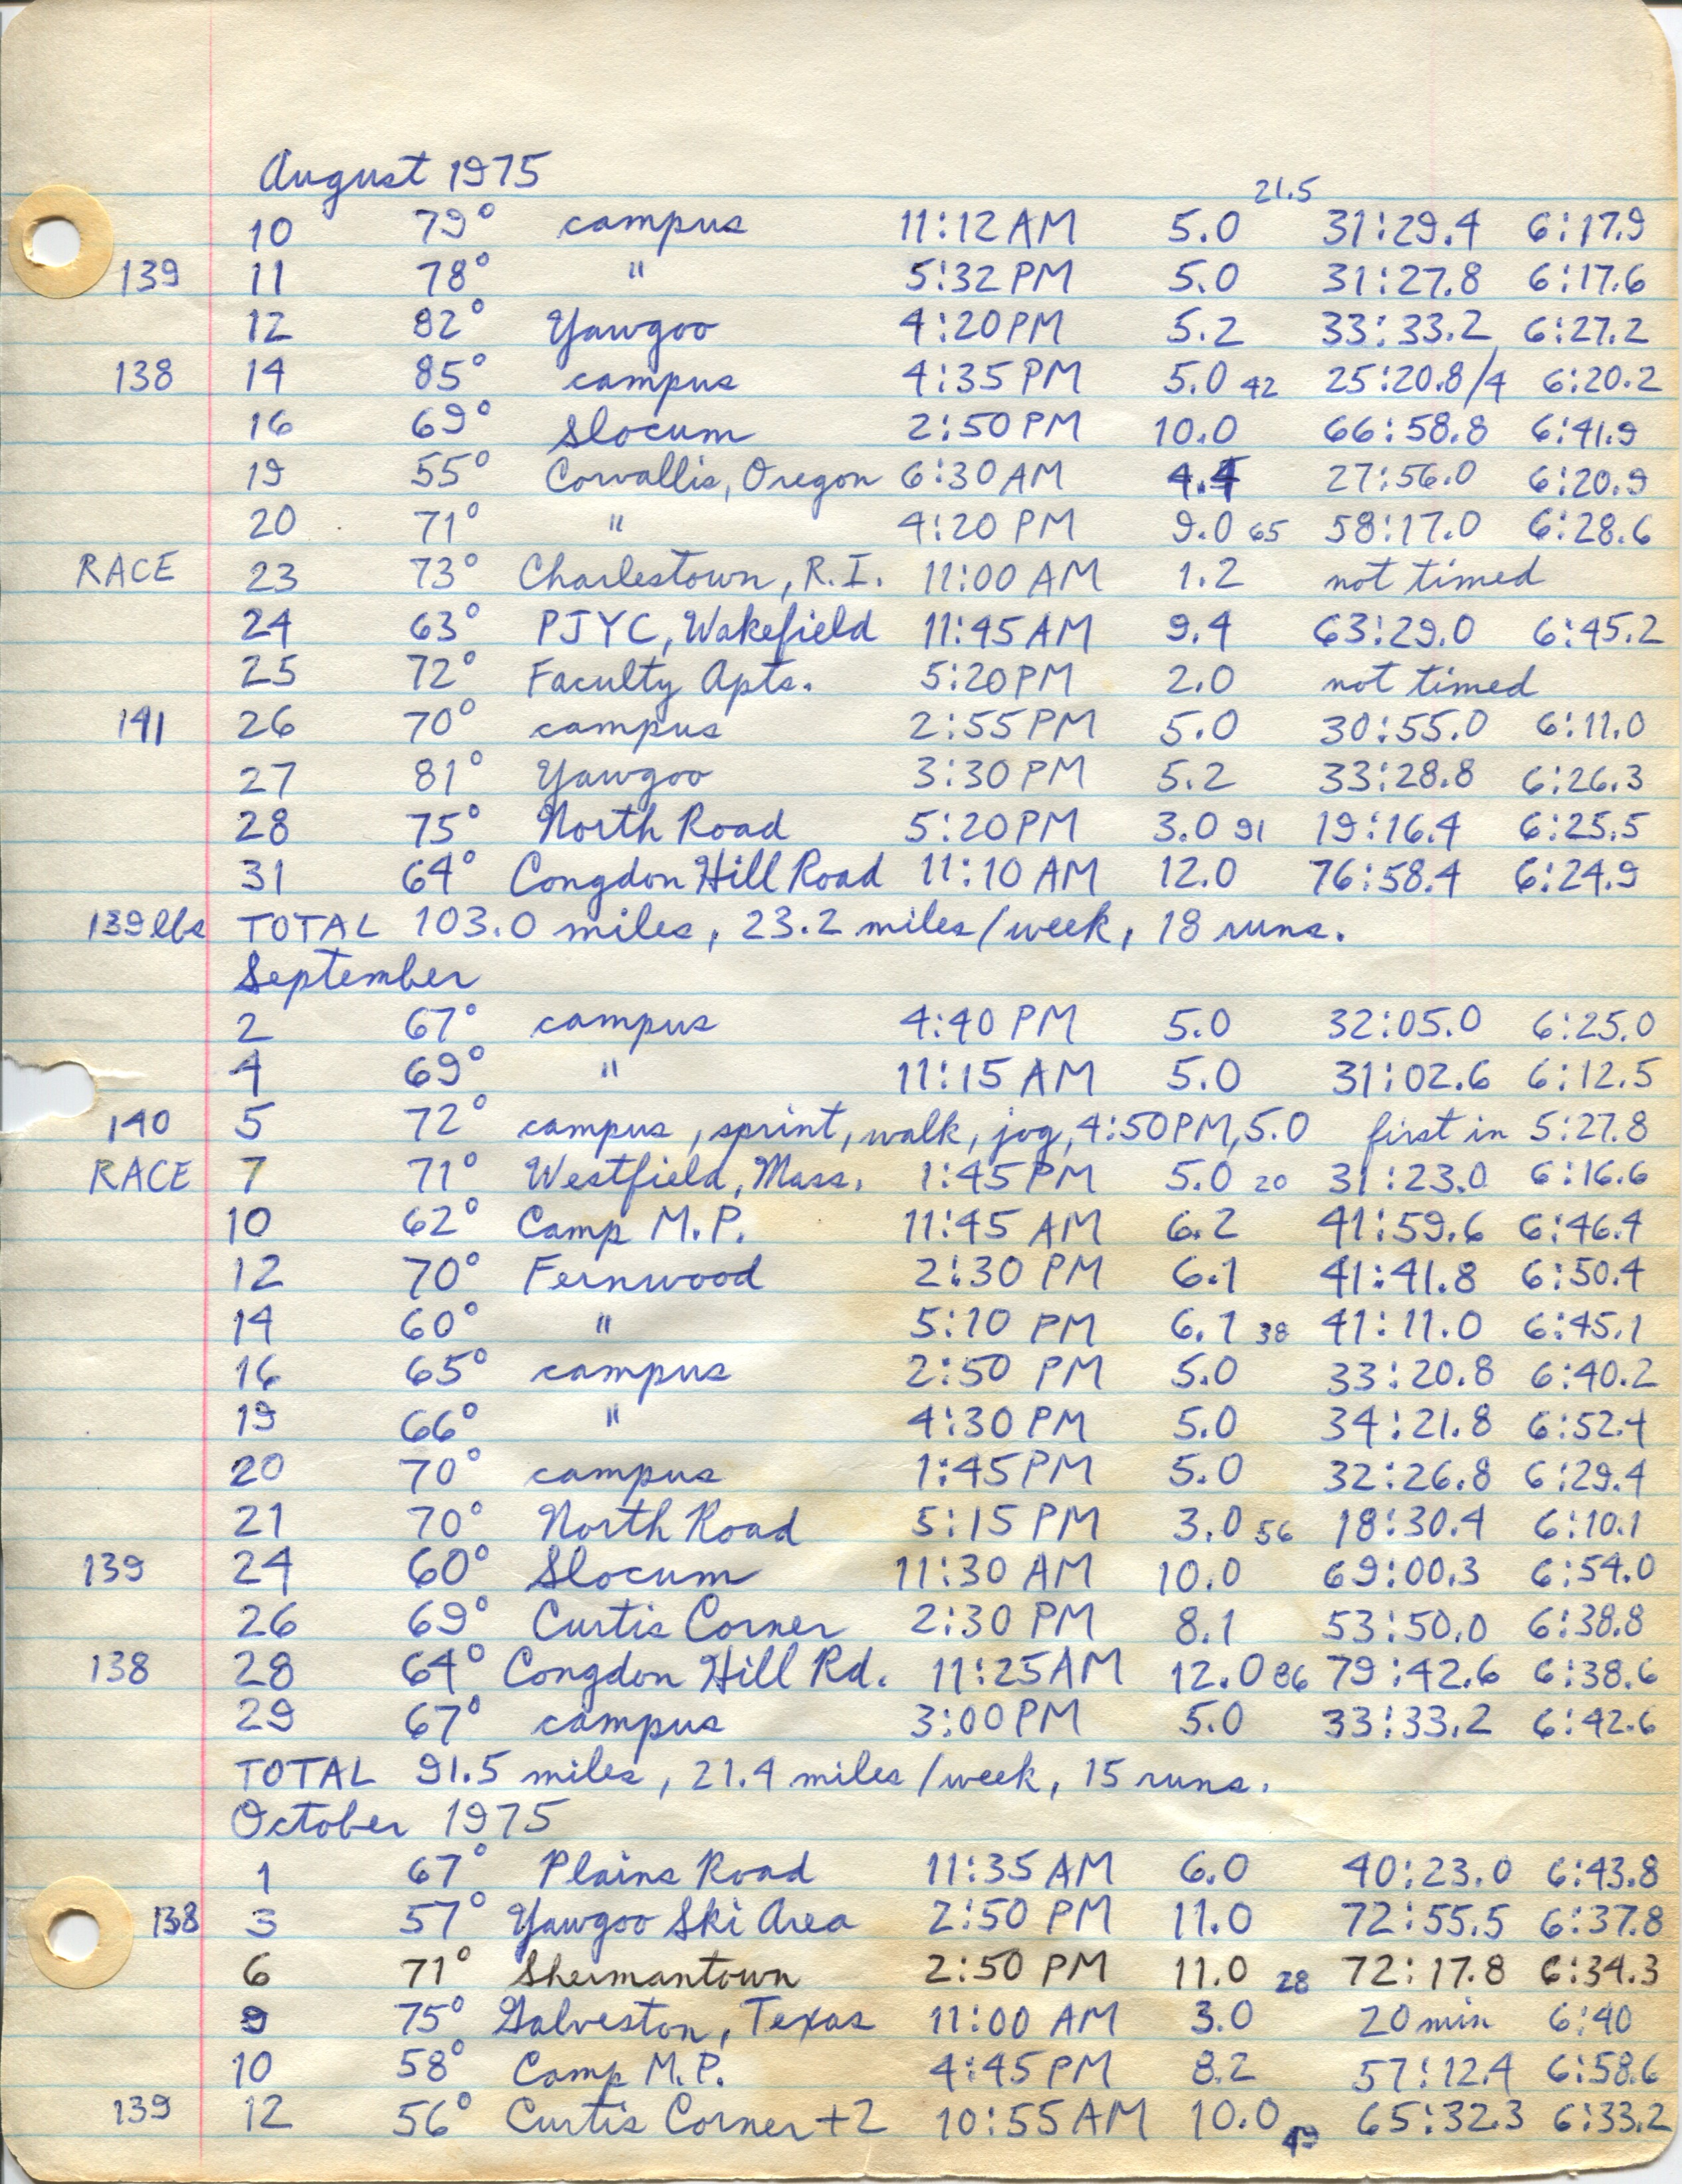 August 1975
21.5
10 79° campus 11:12 AM 5.0 31:29.4 6:17.9
139 11 78° " 5:32 PM 5.0 31:27.8 6:17.6
12 82° Yawgoo 4:20 PM 5.2 33:33.2 6:27.2
138 14 85° campus 4:35 PM 5.0 42 25:20.8/4 6:20.2
16 69° Slocum 2:50 PM 10.0 66:58.8 6:41.9
19 55° Corvallis, Oregon 6:30 AM 4.4 27:56.0 6:20.9
20 71° " 4:20 PM 9.0 65 58:17.0 6:28.6
RACE 23 73° Charlestown, R.I. 11:00 AM 1.2 not timed
24 63° PJYC, Wakefield 11:45 AM 9.4 63:29.0 6:45.2
25 72° Faculty Apts. 5:20 PM 2.0 not timed
141 26 70° campus 2:55 PM 5.0 30:55.0 6:11.0
27 81° Yawgoo 3:30 PM 5.2 33:28.8 6:26.3
28 75° North Road 5:20 PM 3.0 91 19:16.4 6:25.5
31 64° Congdon Hill Road 11:10 AM 12.0 76:58.4 6:24.9
139 lbs TOTAL 103.0 miles, 23.2 miles/week, 18 runs.
September
2 67° campus 4:40 PM 5.0 32:05.0 6:25.0
4 69° " 11:15 AM 5.0 31:02.6 6:12.5
140 5 72° campus, sprint, walk, jog, 4:50 PM, 5.0 first in 5:27.8
RACE 7 71° Westfield, Mass. 1:45 PM 5.0 20 31:23.0 6:16.6
10 62° Camp M.P. 11:45 AM 6.2 41:59.6 6:46.4
12 70° Fernwood 2:30 PM 6.1 41:41.8 6:50.4
14 60° " 5:10 PM 6.1 38 41:11.0 6:45.1
16 65° campus 2:50 PM 5.0 33:20.8 6:40.2
19 66° " 4:30 PM 5.0 34:21.8 6:52.4
20 70° campus 1:45 PM 5.0 32:26.8 6:29.4
21 70° North Road 5:15 PM 3.0 56 18:30.4 6:10.1
139 24 60° Slocum 11:30 AM 10.0 69:00.3 6:54.0
26 69° Curtis Corner 2:30 PM 8.1 53:50.0 6:38.8
138 28 64° Congdon Hill Rd. 11:25 AM 12.0 86 79:42.6 6:38.6
29 67° campus 3:00 PM 5.0 33:33.2 6:42.6
TOTAL 91.5 miles, 21.4 miles/week, 15 runs.
October 1975
1 67° Plains Road 11:35 AM 6.0 40:23.0 6:43.8
138 3 57° Yawgoo Ski Area 2:50 PM 11.0 72:55.5 6:37.8
6 71° Shermantown 2:50 PM 11.0 28 72:17.8 6:34.3
9 75° Galveston, Texas 11:00 AM 3.0 20 min 6:40
10 58° Camp M.P. 4:45 PM 8.2 57:12.4 6:58.6
139 12 56° Curtis Corner +2 10:55 AM 10.0 49 65:32.3 6:33.2